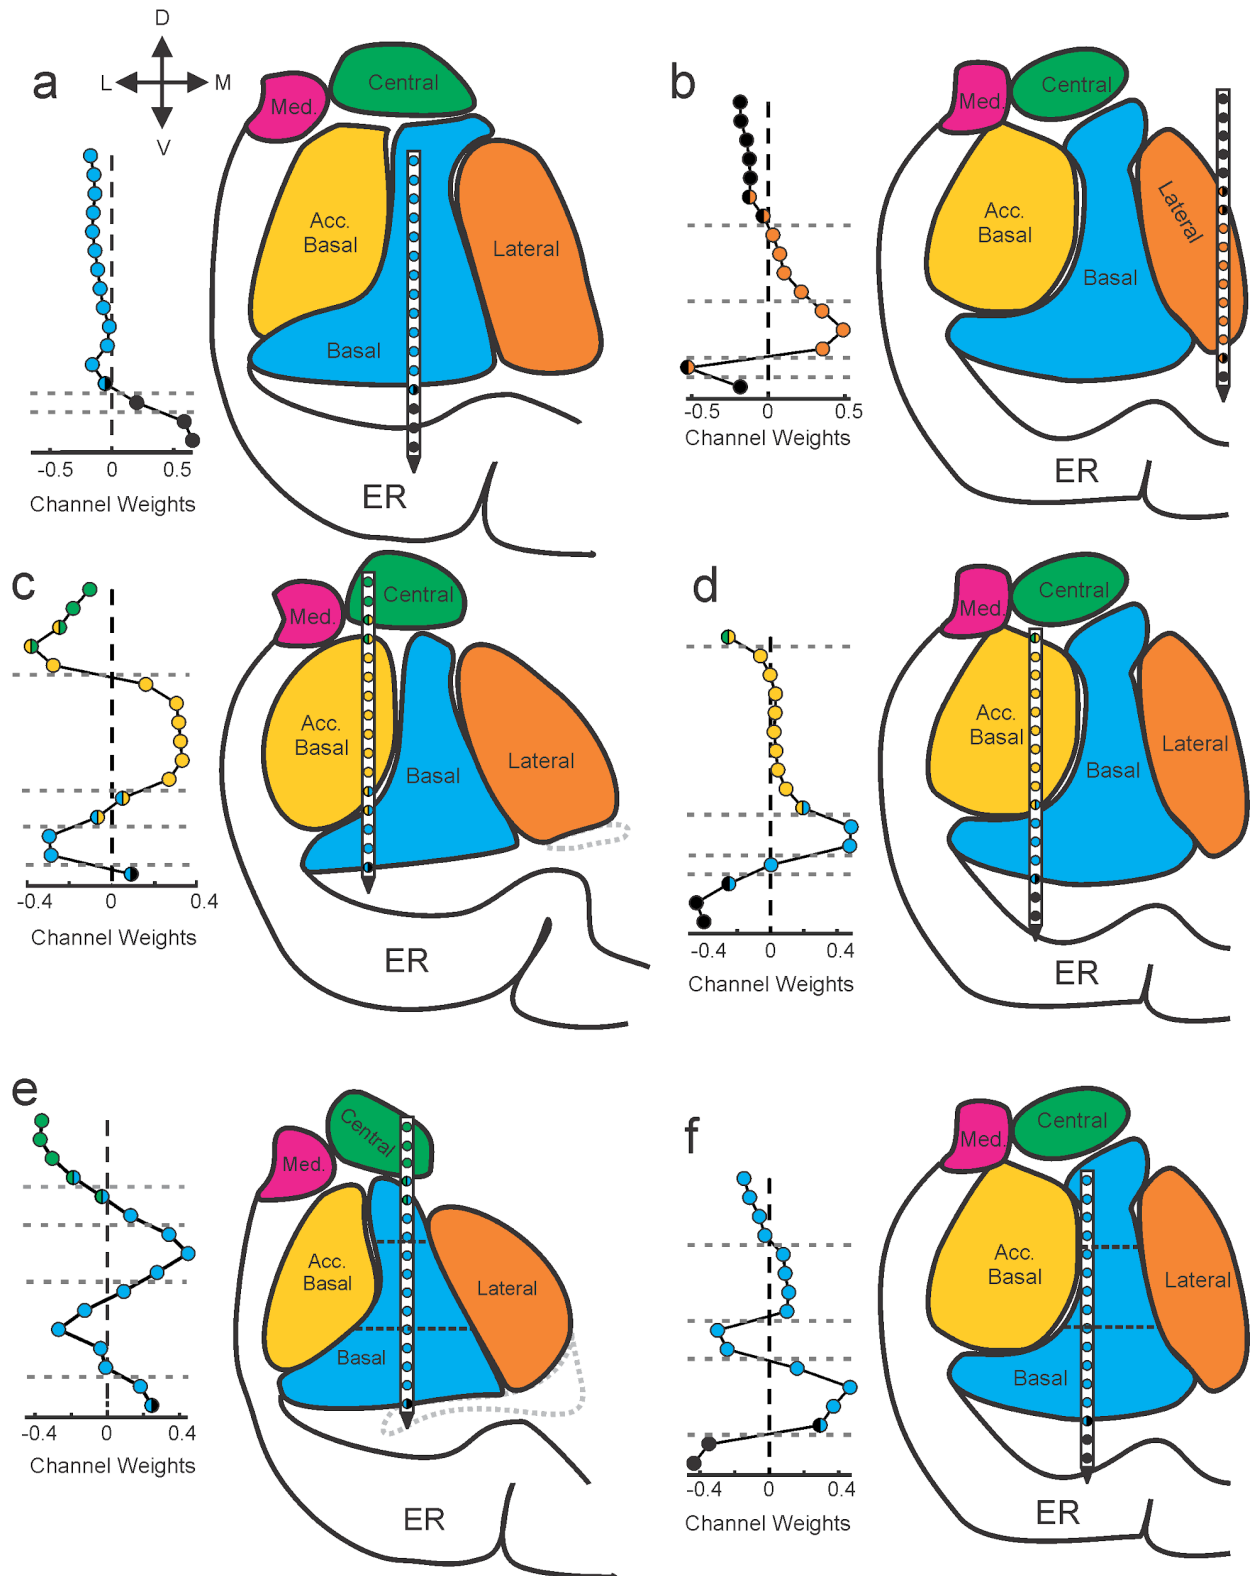 a
D
L
M
V
Med.
Central
Acc.
Basal
Basal
Lateral
ER
-0.5
0
0.5
Channel Weights
b
Med.
Central
Acc.
Basal
Basal
Lateral
ER
-0.5
0
0.5
Channel Weights
c
Med.
Central
Acc.
Basal
Basal
Lateral
ER
-0.4
0
0.4
Channel Weights
d
Med.
Central
Acc.
Basal
Basal
Lateral
ER
-0.4
0
0.4
Channel Weights
e
Med.
Central
Acc.
Basal
Basal
Lateral
ER
-0.4
0
0.4
Channel Weights
f
Med.
Central
Acc.
Basal
Basal
Lateral
ER
-0.4
0
0.4
Channel Weights